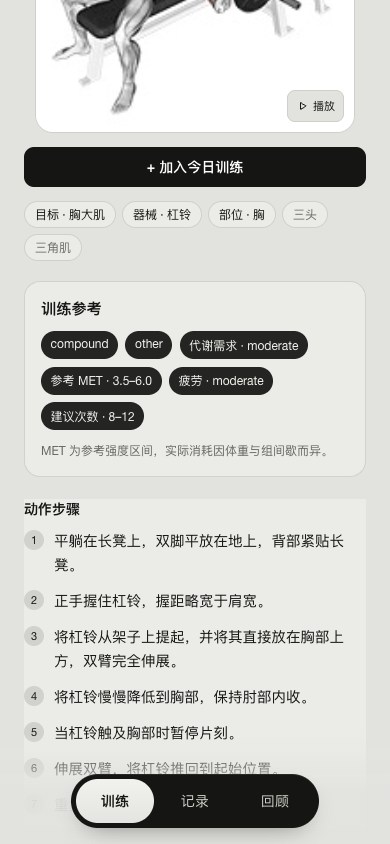 播放
+ 加入今日训练
目标 · 胸大肌 器械 · 杠铃 部位 · 胸 三头
三角肌
训练参考
compound other 代谢需求 · moderate
参考 MET · 3.5–6.0 疲劳 · moderate
建议次数 · 8–12
MET 为参考强度区间，实际消耗因体重与组间歇而异。
动作步骤
1 平躺在长凳上，双脚平放在地上，背部紧贴长
凳。
2 正手握住杠铃，握距略宽于肩宽。
3 将杠铃从架子上提起，并将其直接放在胸部上
方，双臂完全伸展。
4 将杠铃慢慢降低到胸部，保持肘部内收。
5 当杠铃触及胸部时暂停片刻。
6 伸展双臂，将杠铃推回到起始位置。
训练 记录 回顾